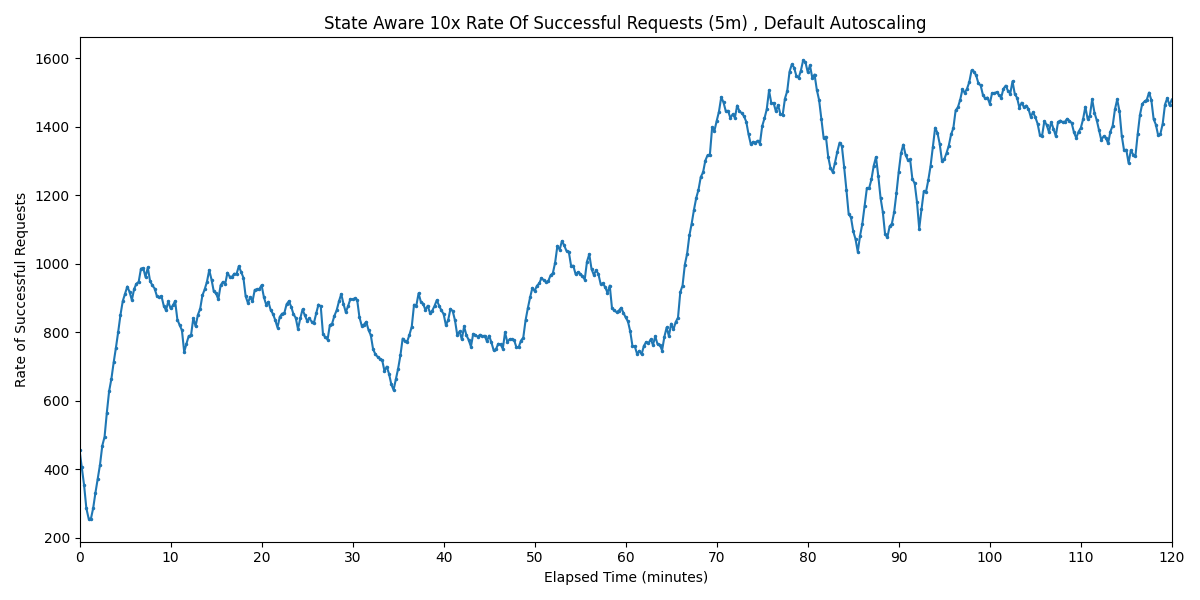 State Aware 10x Rate Of Successful Requests (5m) , Default Autoscaling
1600
1400
1200
1000
800
600
400
200
Rate of Successful Requests
0 10 20 30 40 50 60 70 80 90 100 110 120
Elapsed Time (minutes)